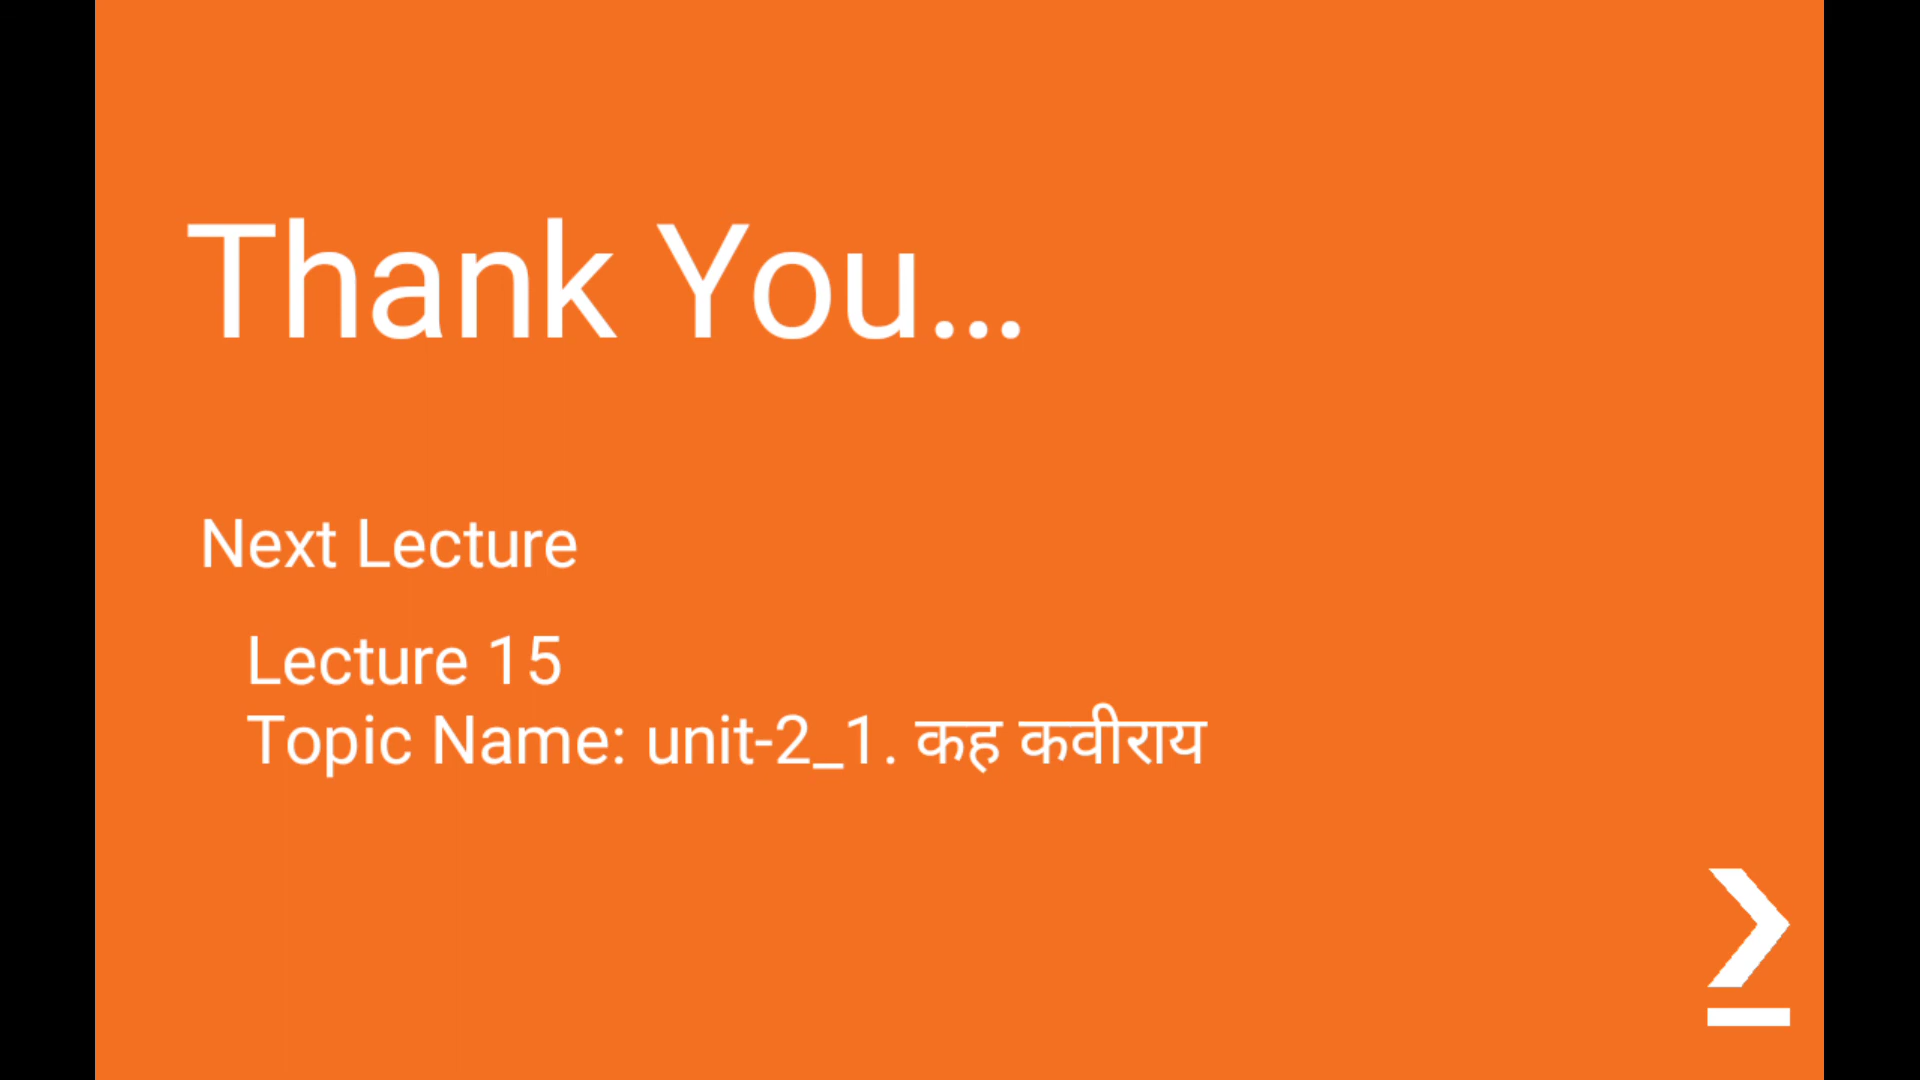 Thank You...
Next Lecture
Lecture 15
Topic Name: unit-2_1. कह कवीराय